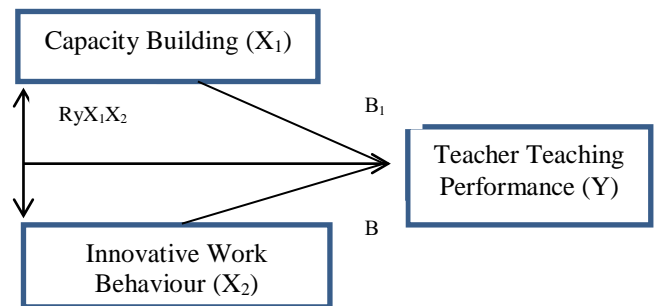 Capacity Building (X₁)
RyX₁X₂
B₁
Teacher Teaching
Performance (Y)
B
Innovative Work
Behaviour (X₂)